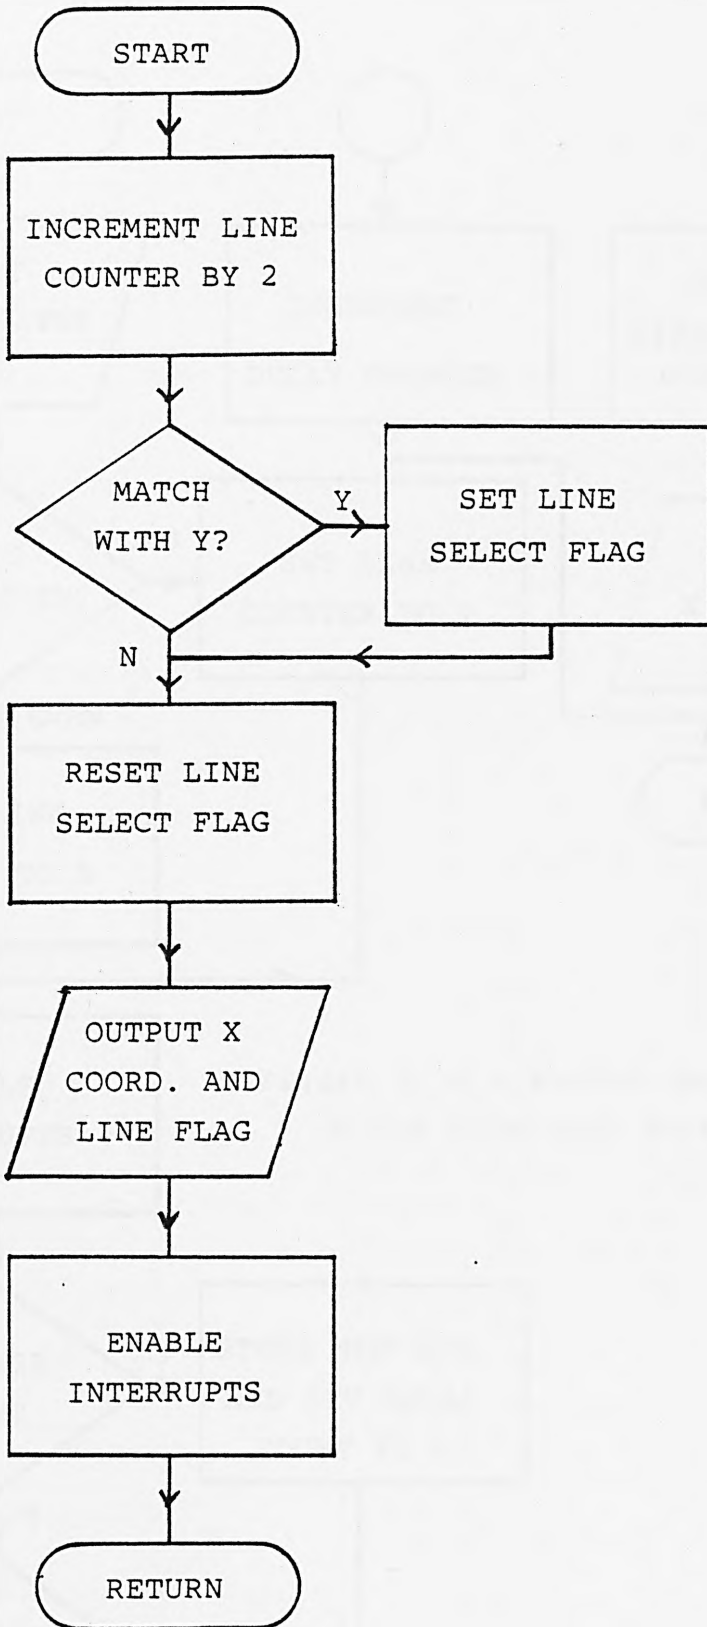 START
INCREMENT LINE
COUNTER BY 2
MATCH
WITH Y?
Y
SET LINE
SELECT FLAG
N
RESET LINE
SELECT FLAG
OUTPUT X
COORD. AND
LINE FLAG
ENABLE
INTERRUPTS
RETURN